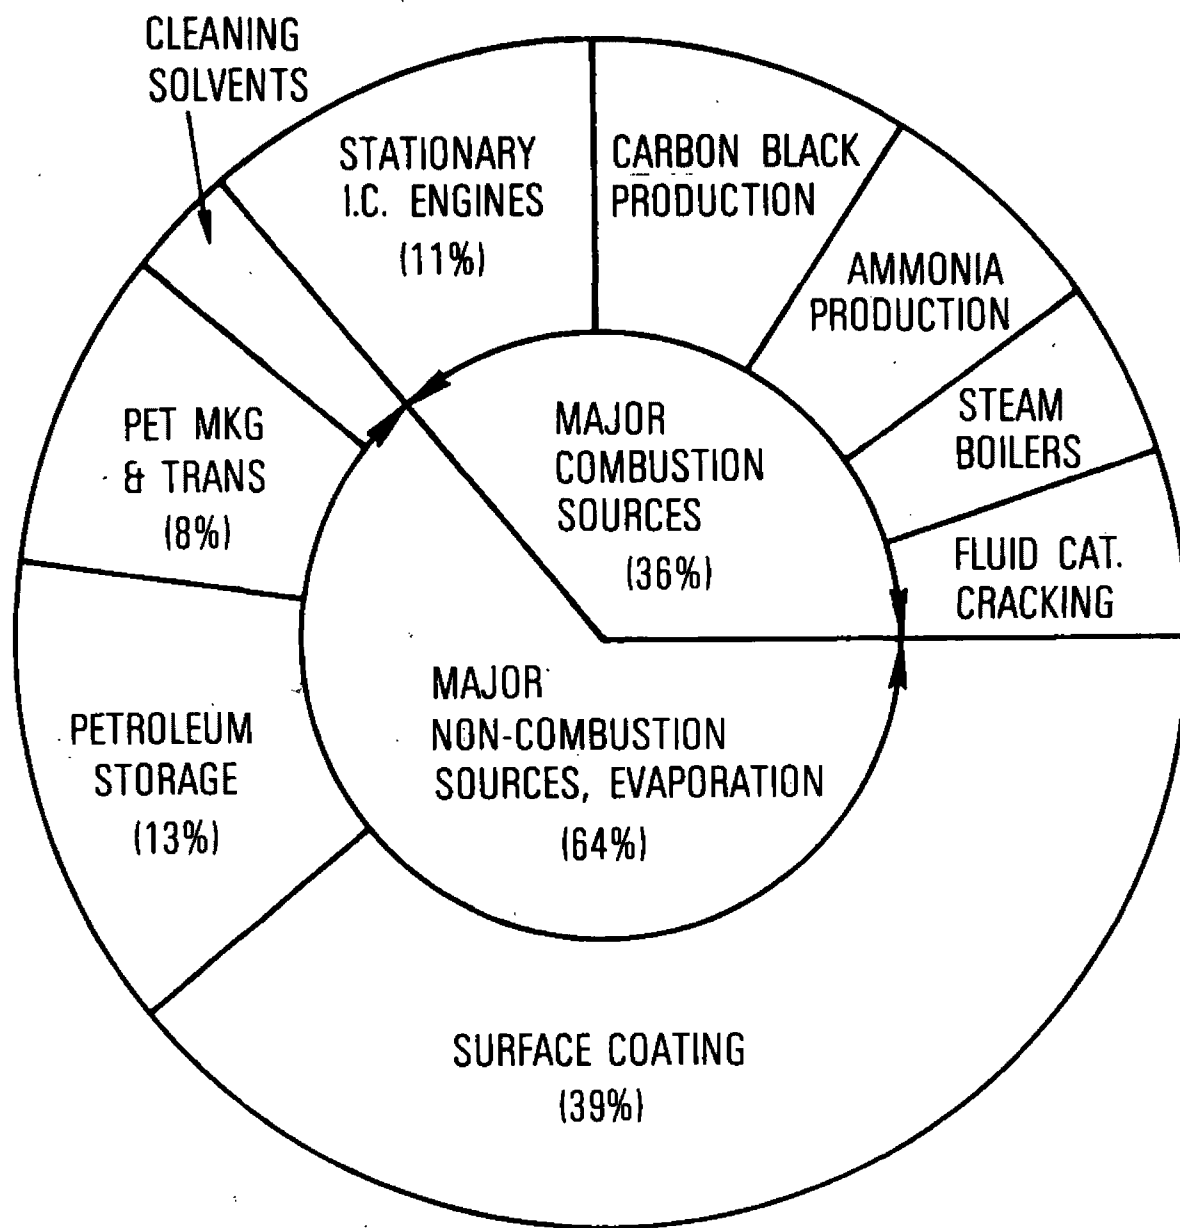 CLEANING
SOLVENTS
STATIONARY
I.C. ENGINES
(11%)
CARBON BLACK
PRODUCTION
AMMONIA
PRODUCTION
STEAM
BOILERS
FLUID CAT.
CRACKING
PET MKG
& TRANS
(8%)
MAJOR
COMBUSTION
SOURCES
(36%)
MAJOR
NON-COMBUSTION
SOURCES, EVAPORATION
(64%)
PETROLEUM
STORAGE
(13%)
SURFACE COATING
(39%)